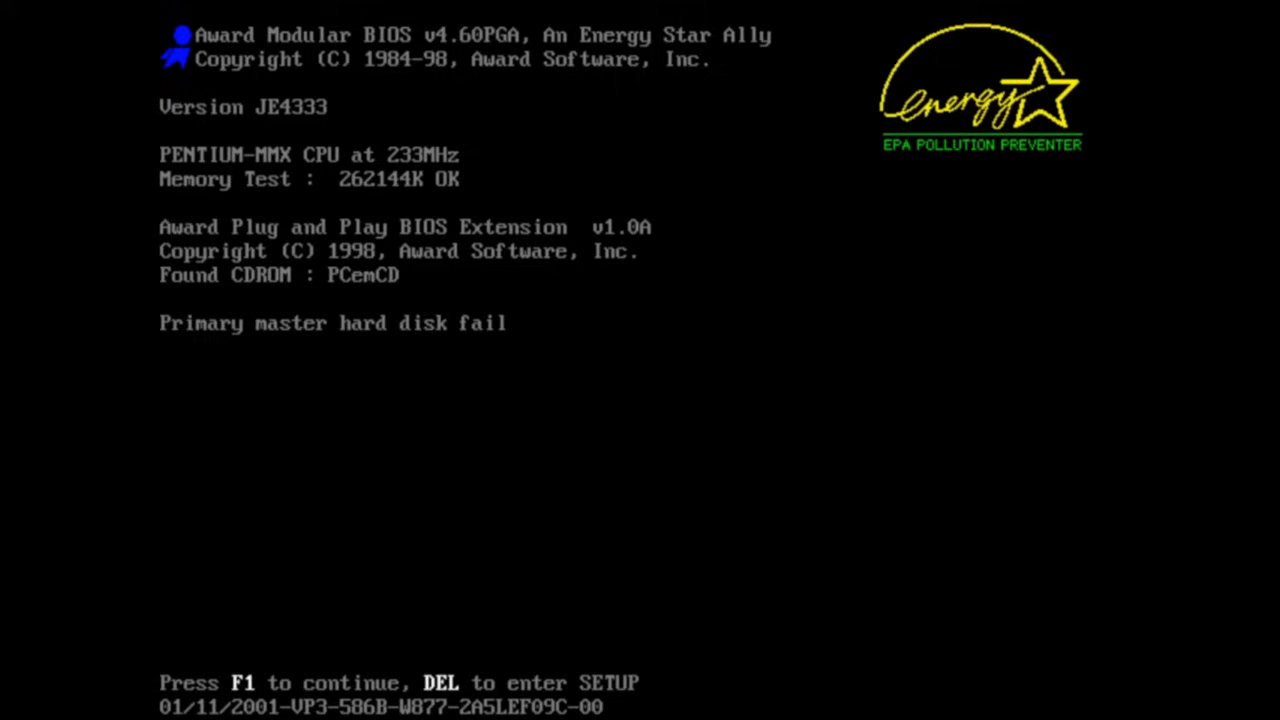 Award Modular BIOS v4.60PGA, An Energy Star Ally
Copyright (C) 1984-98, Award Software, Inc.
energy
EPA POLLUTION PREVENTER
Version JE4333
PENTIUM-MMX CPU at 233MHz
Memory Test :  262144K OK
Award Plug and Play BIOS Extension  v1.0A
Copyright (C) 1998, Award Software, Inc.
Found CDROM : PCemCD
Primary master hard disk fail
Press F1 to continue, DEL to enter SETUP
01/11/2001-VP3-586B-W877-2A5LEF09C-00